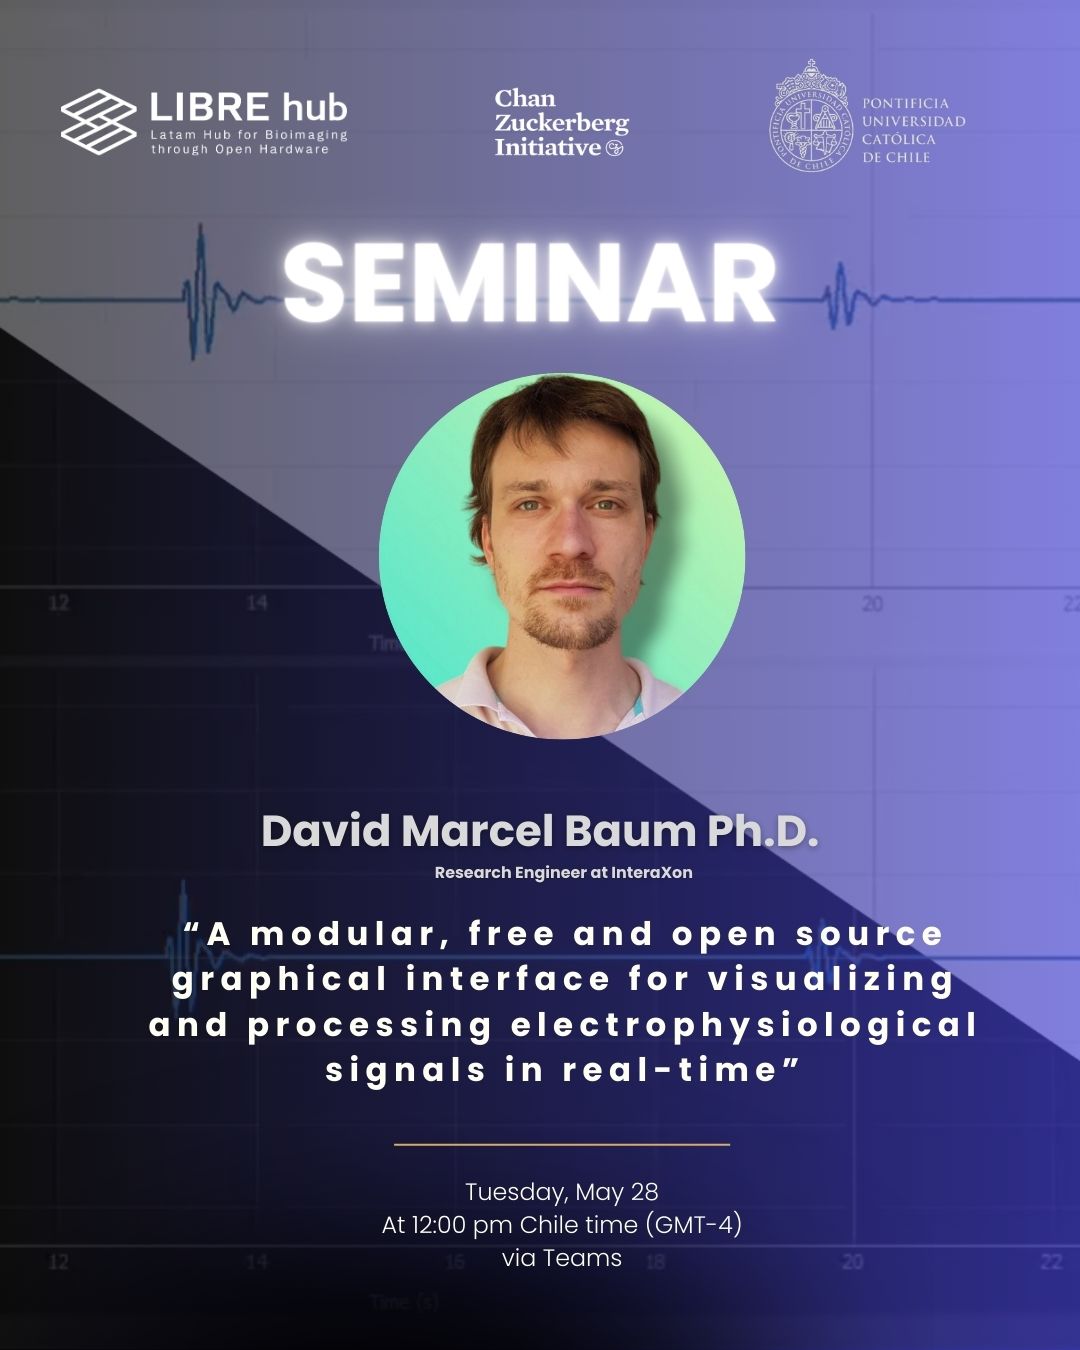 LIBRE hub
Latam Hub for Bioimaging
through Open Hardware
Chan
Zuckerberg
Initiative
PONTIFICIA
UNIVERSIDAD
CATÓLICA
DE CHILE
SEMINAR
12
14
20
22
David Marcel Baum Ph.D.
Research Engineer at InteraXon
“A modular, free and open source
graphical interface for visualizing
and processing electrophysiological
signals in real-time”
Tuesday, May 28
At 12:00 pm Chile time (GMT-4)
via Teams
12
14
16
18
20
22
Time (s)